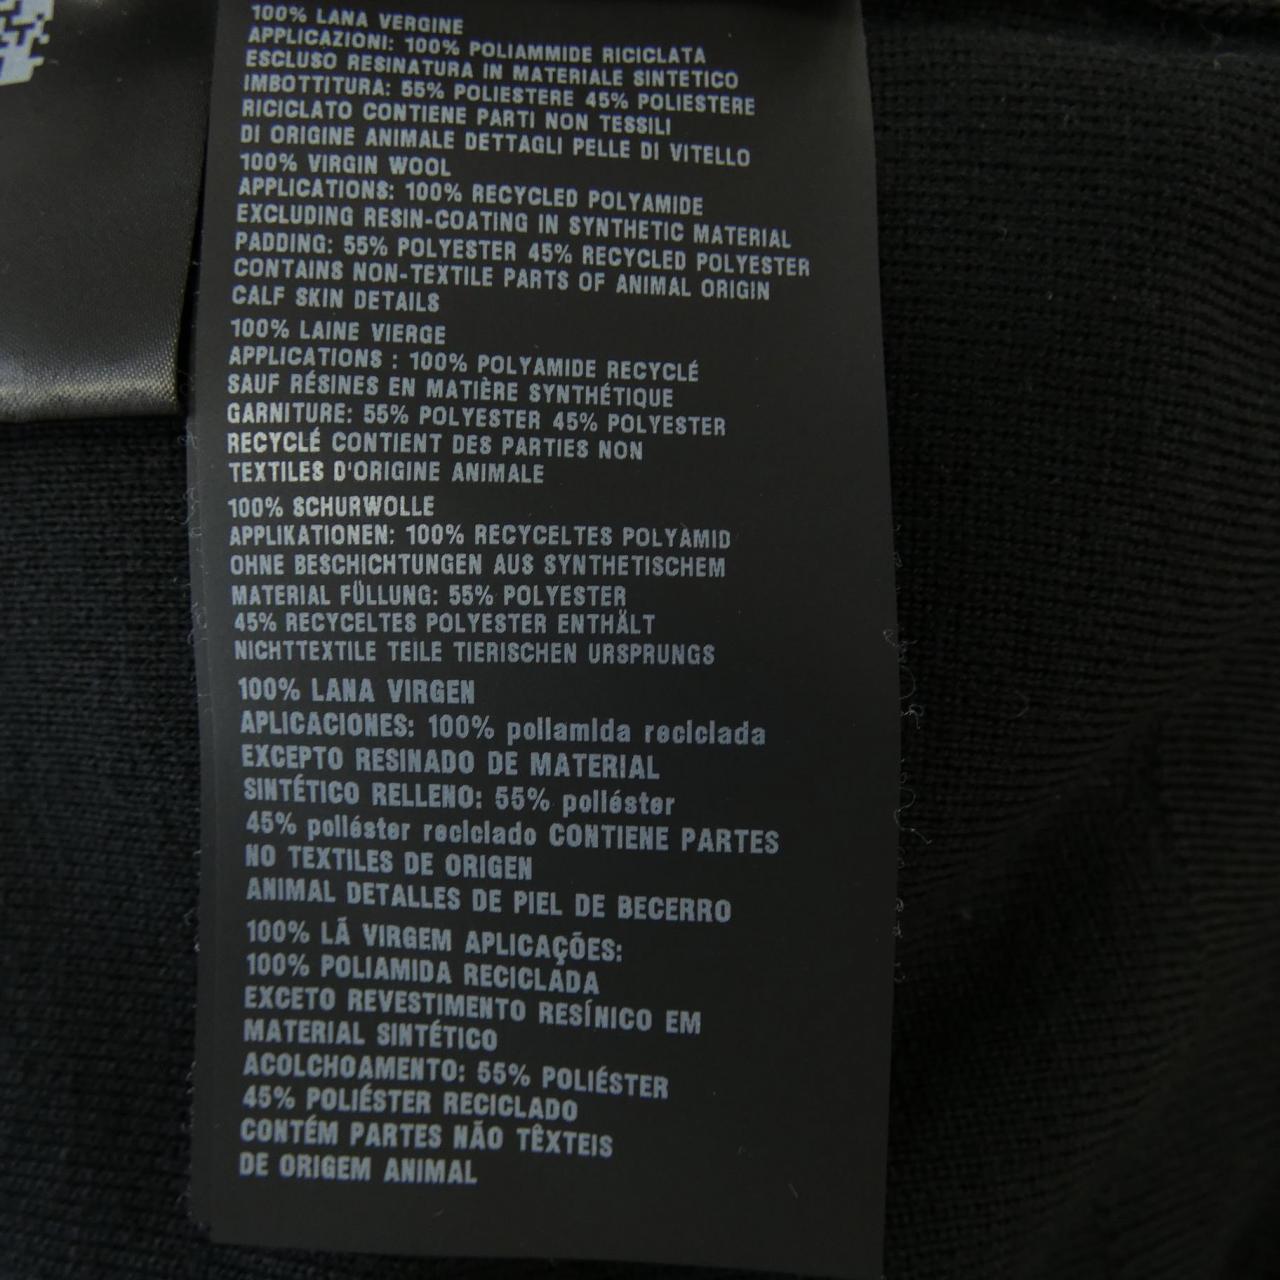 100% LANA VERGINE
APPLICAZIONI: 100% POLIAMMIDE RICICLATA
ESCLUSO RESINATURA IN MATERIALE SINTETICO
IMBOTTITURA: 55% POLIESTERE 45% POLIESTERE
RICICLATO CONTIENE PARTI NON TESSILI
DI ORIGINE ANIMALE DETTAGLI PELLE DI VITELLO
100% VIRGIN WOOL
APPLICATIONS: 100% RECYCLED POLYAMIDE
EXCLUDING RESIN-COATING IN SYNTHETIC MATERIAL
PADDING: 55% POLYESTER 45% RECYCLED POLYESTER
CONTAINS NON-TEXTILE PARTS OF ANIMAL ORIGIN
CALF SKIN DETAILS
100% LAINE VIERGE
APPLICATIONS : 100% POLYAMIDE RECYCLÉ
SAUF RÉSINES EN MATIÈRE SYNTHÉTIQUE
GARNITURE: 55% POLYESTER 45% POLYESTER
RECYCLÉ CONTIENT DES PARTIES NON
TEXTILES D'ORIGINE ANIMALE
100% SCHURWOLLE
APPLIKATIONEN: 100% RECYCELTES POLYAMID
OHNE BESCHICHTUNGEN AUS SYNTHETISCHEM
MATERIAL FÜLLUNG: 55% POLYESTER
45% RECYCELTES POLYESTER ENTHÄLT
NICHTTEXTILE TEILE TIERISCHEN URSPRUNGS
100% LANA VIRGEN
APLICACIONES: 100% poliamida reciclada
EXCEPTO RESINADO DE MATERIAL
SINTÉTICO RELLENO: 55% poliéster
45% poliéster reciclado CONTIENE PARTES
NO TEXTILES DE ORIGEN
ANIMAL DETALLES DE PIEL DE BECERRO
100% LÃ VIRGEM APLICAÇÕES:
100% POLIAMIDA RECICLADA
EXCETO REVESTIMENTO RESÍNICO EM
MATERIAL SINTÉTICO
ACOLCHOAMENTO: 55% POLIÉSTER
45% POLIÉSTER RECICLADO
CONTÉM PARTES NÃO TÊXTEIS
DE ORIGEM ANIMAL